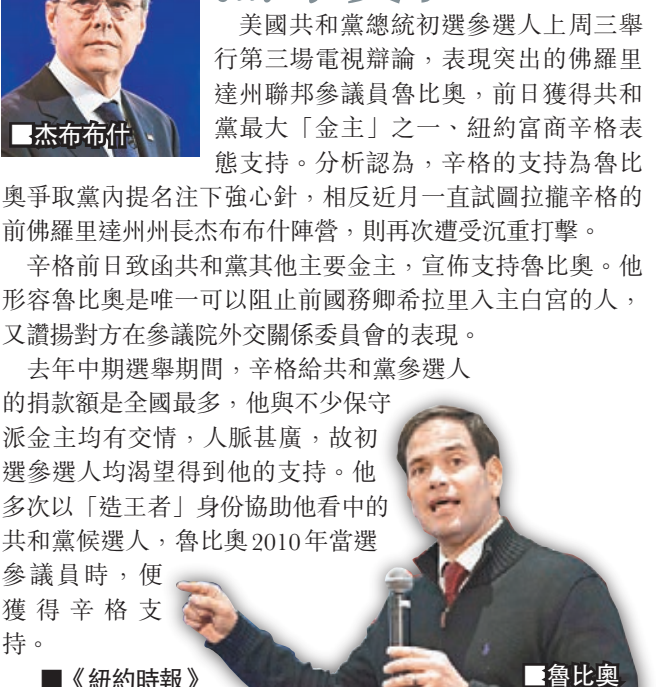 美國共和黨總統初選參選人上周三舉
行第三場電視辯論，表現突出的佛羅里
達州聯邦參議員魯比奧，前日獲得共和
黨最大「金主」之一、紐約富商辛格表
態支持。分析認為，辛格的支持為魯比
奧爭取黨內提名注下強心針，相反近月一直試圖拉攏辛格的
前佛羅里達州州長杰布布什陣營，則再次遭受沉重打擊。
■杰布布什
辛格前日致函共和黨其他主要金主，宣佈支持魯比奧。他
形容魯比奧是唯一可以阻止前國務卿希拉里入主白宮的人，
又讚揚對方在參議院外交關係委員會的表現。
去年中期選舉期間，辛格給共和黨參選人
的捐款額是全國最多，他與不少保守
派金主均有交情，人脈甚廣，故初
選參選人均渴望得到他的支持。他
多次以「造王者」身份協助他看中的
共和黨候選人，魯比奧2010年當選
參議員時，便
獲得辛格支
持。
■《紐約時報》
■魯比奧